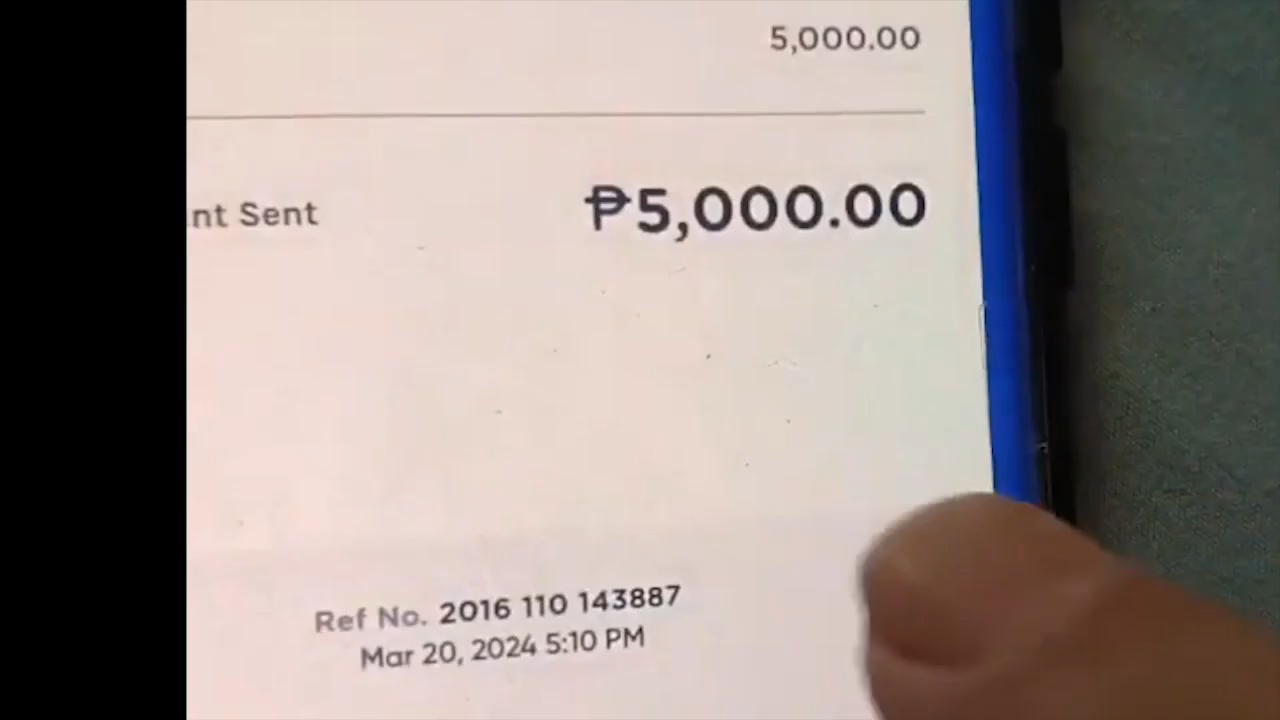 5,000.00
nt Sent ₱5,000.00
Ref No. 2016 110 143887
Mar 20, 2024 5:10 PM